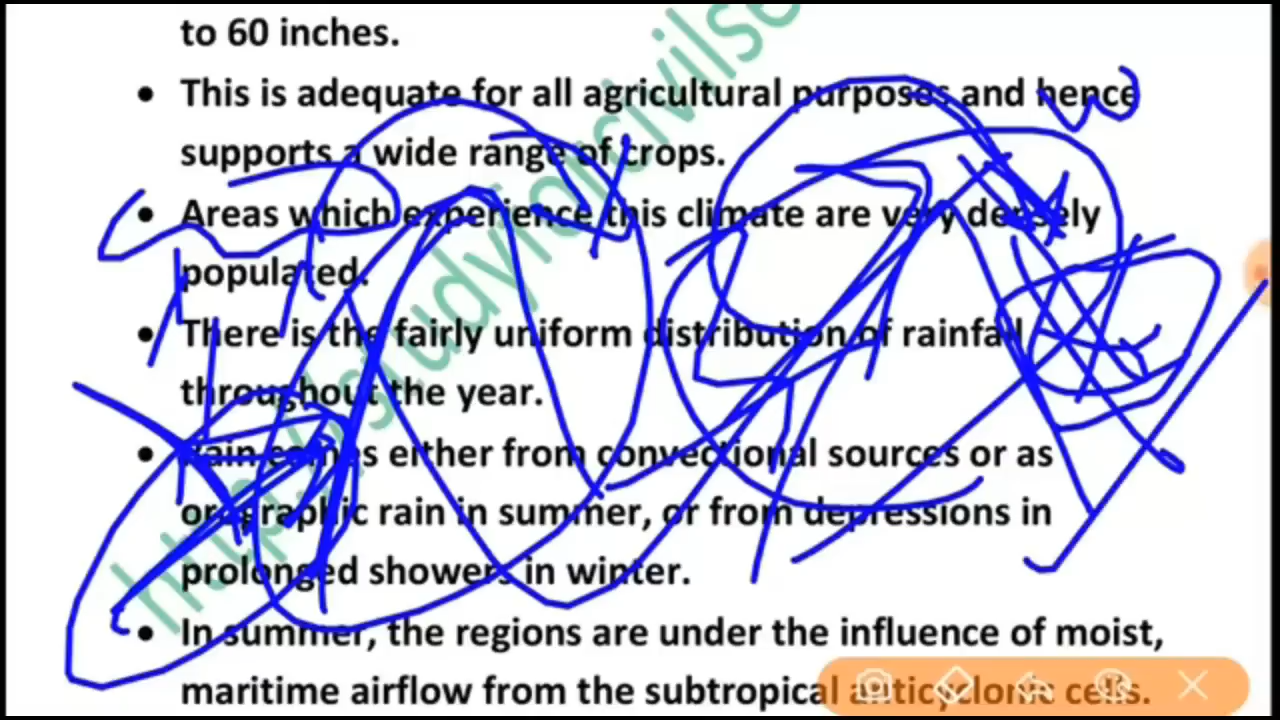 to 60 inches.
• This is adequate for all agricultural purposes and hence
supports a wide range of crops.
• Areas which experience this climate are very densely
populated.
• There is the fairly uniform distribution of rainfall
throughout the year.
• Rain comes either from convectional sources or as
orographic rain in summer, or from depressions in
prolonged showers in winter.
• In summer, the regions are under the influence of moist,
maritime airflow from the subtropical anticyclonic cells.